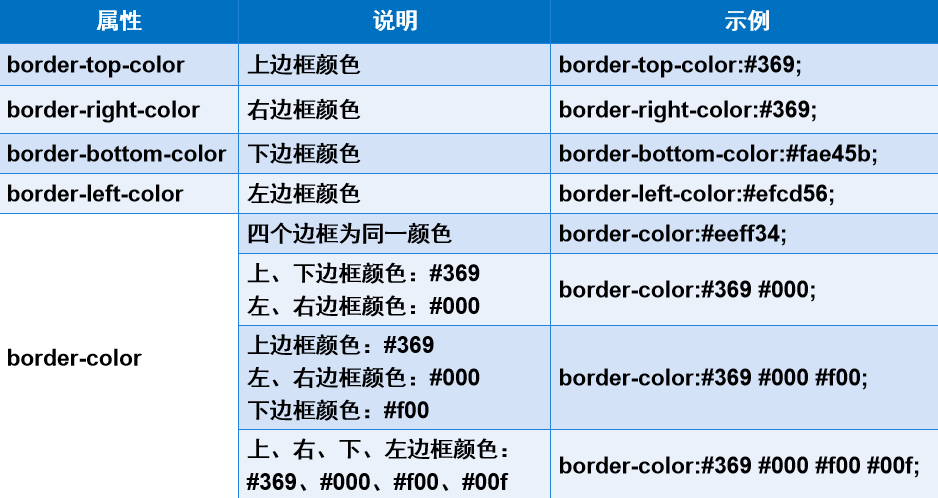 属性 说明 示例
border-top-color 上边框颜色 border-top-color:#369;
border-right-color 右边框颜色 border-right-color:#369;
border-bottom-color 下边框颜色 border-bottom-color:#fae45b;
border-left-color 左边框颜色 border-left-color:#efcd56;
border-color
四个边框为同一颜色 border-color:#eeff34;
上、下边框颜色：#369
左、右边框颜色：#000
border-color:#369 #000;
上边框颜色：#369
左、右边框颜色：#000
下边框颜色：#f00
border-color:#369 #000 #f00;
上、右、下、左边框颜色：
#369、#000、#f00、#00f
border-color:#369 #000 #f00 #00f;